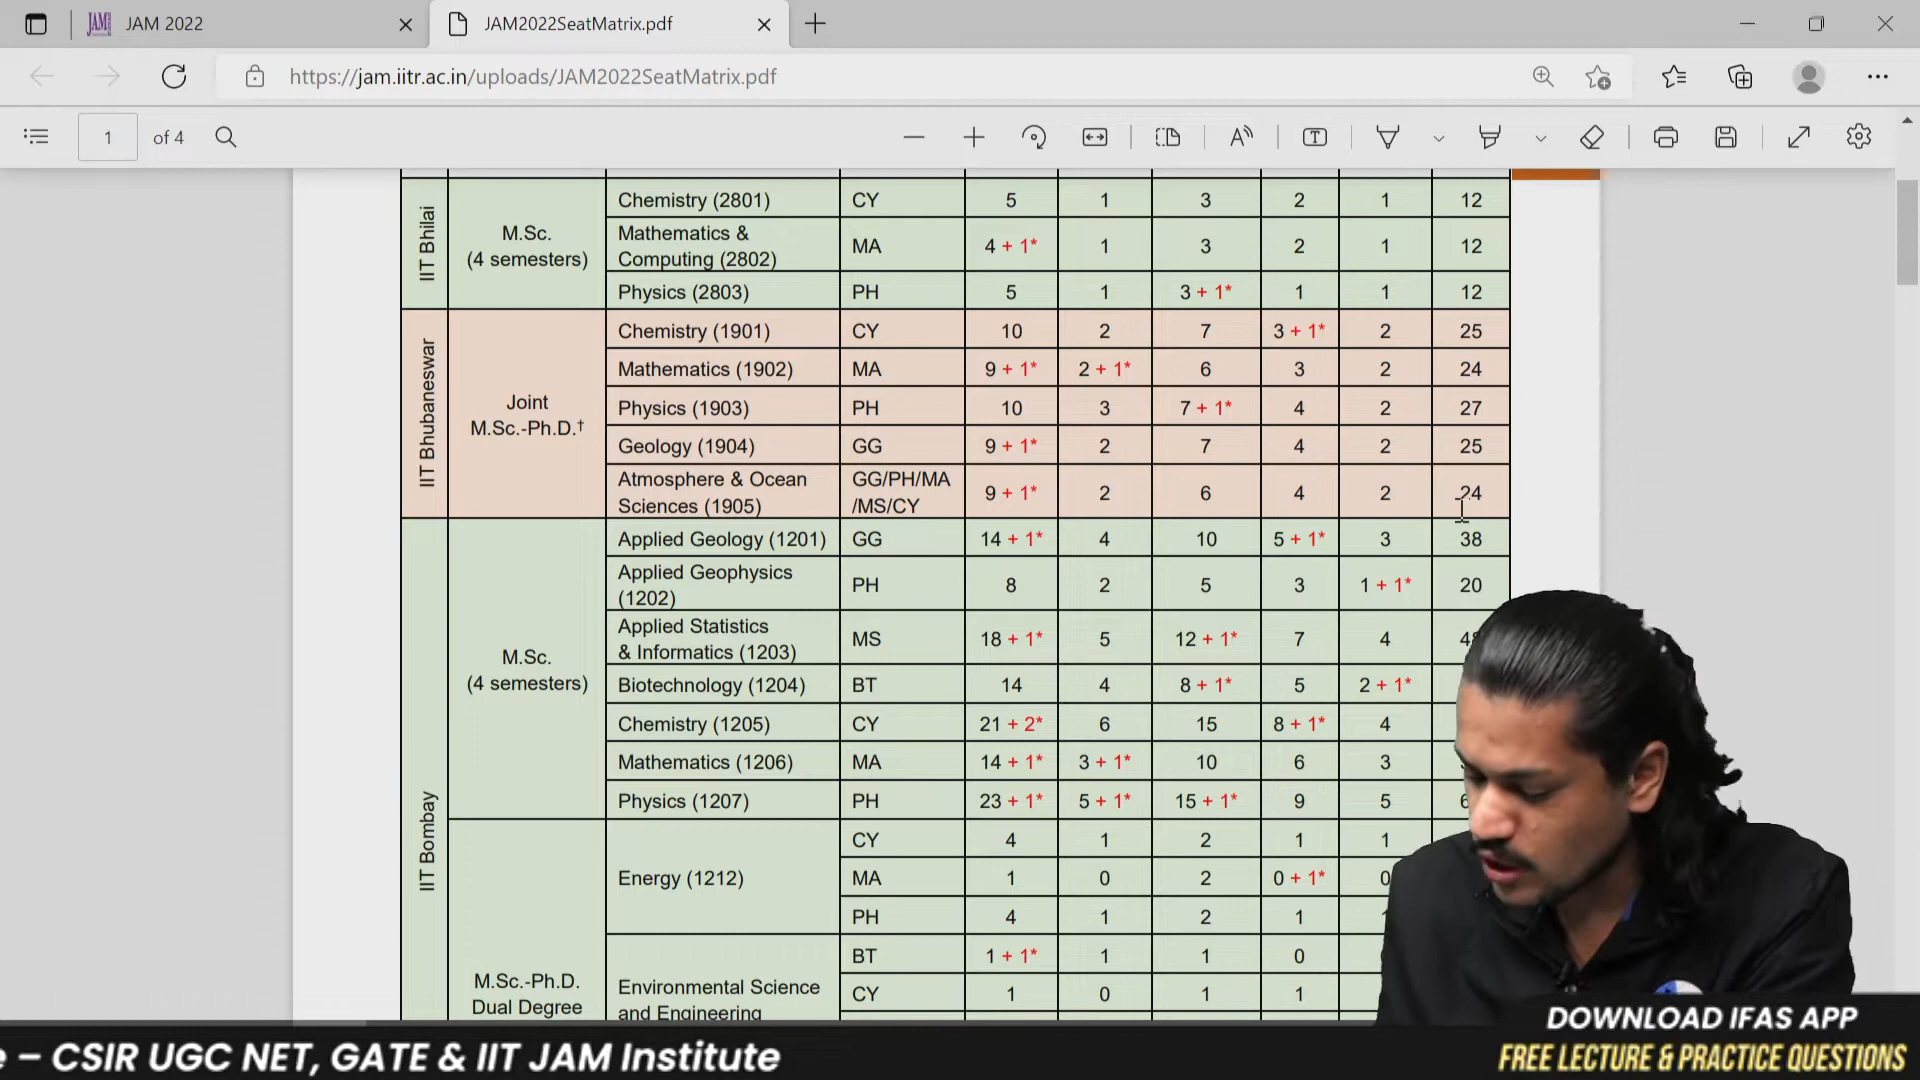 JAM 2022
JAM2022SeatMatrix.pdf
https://jam.iitr.ac.in/uploads/JAM2022SeatMatrix.pdf
1 of 4
IIT Bhilai
M.Sc.
(4 semesters)
Chemistry (2801) CY 5 1 3 2 1 12
Mathematics &
Computing (2802) MA 4 + 1* 1 3 2 1 12
Physics (2803) PH 5 1 3 + 1* 1 1 12
IIT Bhubaneswar
Joint
M.Sc.-Ph.D.†
Chemistry (1901) CY 10 2 7 3 + 1* 2 25
Mathematics (1902) MA 9 + 1* 2 + 1* 6 3 2 24
Physics (1903) PH 10 3 7 + 1* 4 2 27
Geology (1904) GG 9 + 1* 2 7 4 2 25
Atmosphere & Ocean
Sciences (1905) GG/PH/MA
/MS/CY 9 + 1* 2 6 4 2 24
IIT Bombay
M.Sc.
(4 semesters)
Applied Geology (1201) GG 14 + 1* 4 10 5 + 1* 3 38
Applied Geophysics
(1202) PH 8 2 5 3 1 + 1* 20
Applied Statistics
& Informatics (1203) MS 18 + 1* 5 12 + 1* 7 4
Biotechnology (1204) BT 14 4 8 + 1* 5 2 + 1*
Chemistry (1205) CY 21 + 2* 6 15 8 + 1* 4
Mathematics (1206) MA 14 + 1* 3 + 1* 10 6 3
Physics (1207) PH 23 + 1* 5 + 1* 15 + 1* 9 5
M.Sc.-Ph.D.
Dual Degree
Energy (1212)
CY 4 1 2 1 1
MA 1 0 2 0 + 1* 0
PH 4 1 2 1
Environmental Science
and Engineering
BT 1 + 1* 1 1 0
CY 1 0 1 1
DOWNLOAD IFAS APP
FREE LECTURE & PRACTICE QUESTIONS
– CSIR UGC NET, GATE & IIT JAM Institute